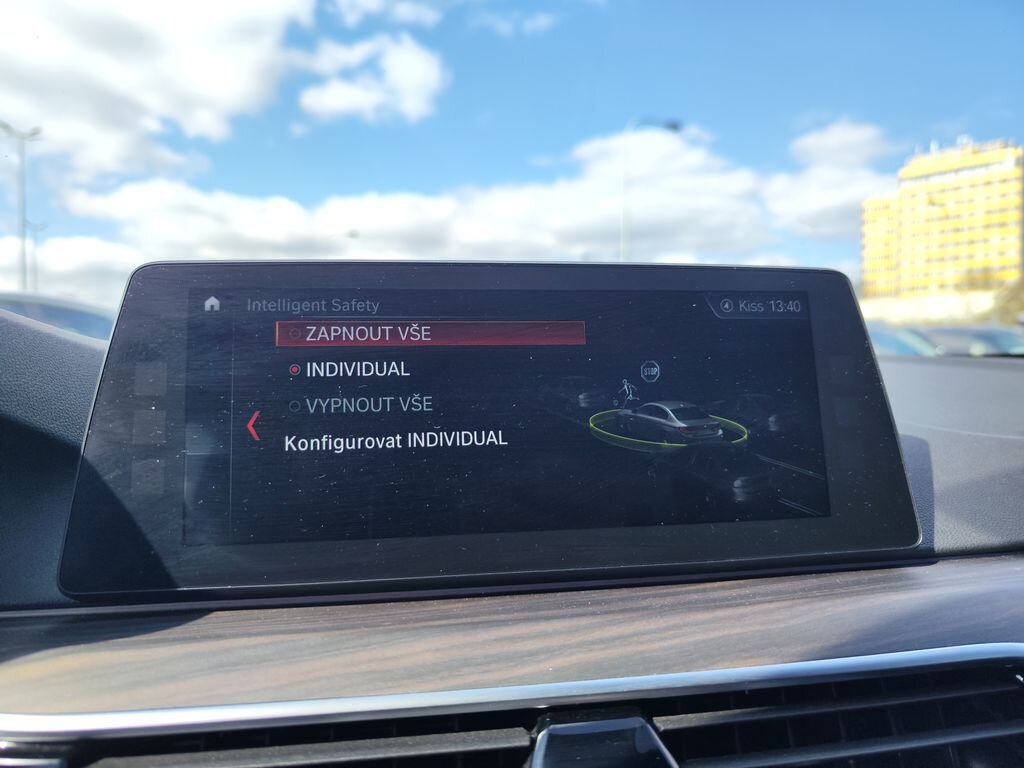 Intelligent Safety
Kiss 13:40
ZAPNOUT VŠE
INDIVIDUAL
VYPNOUT VŠE
Konfigurovat INDIVIDUAL
STOP